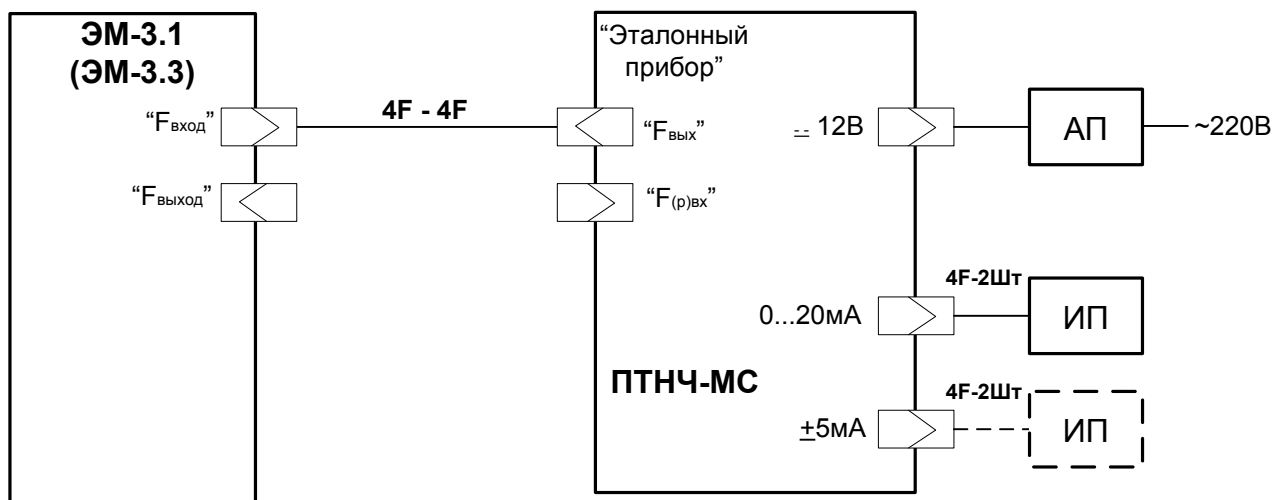 ЭМ-3.1
(ЭМ-3.3)
“Fвход”
4F - 4F
“Fвыход”
“Эталонный
прибор”
“Fвых”
“F(р)вх”
12В
АП
~220В
0...20мА
4F-2Шт
ИП
ПТНЧ-МС
±5мА
4F-2Шт
ИП